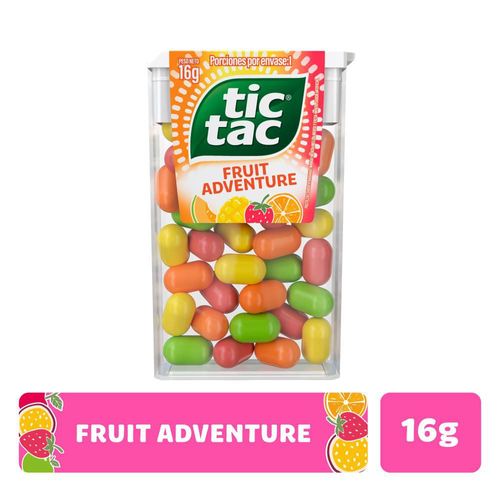 PESO NETO
16g
Porciones por envase:1
tic
tac
®
FRUIT
ADVENTURE
FRUIT ADVENTURE
16g